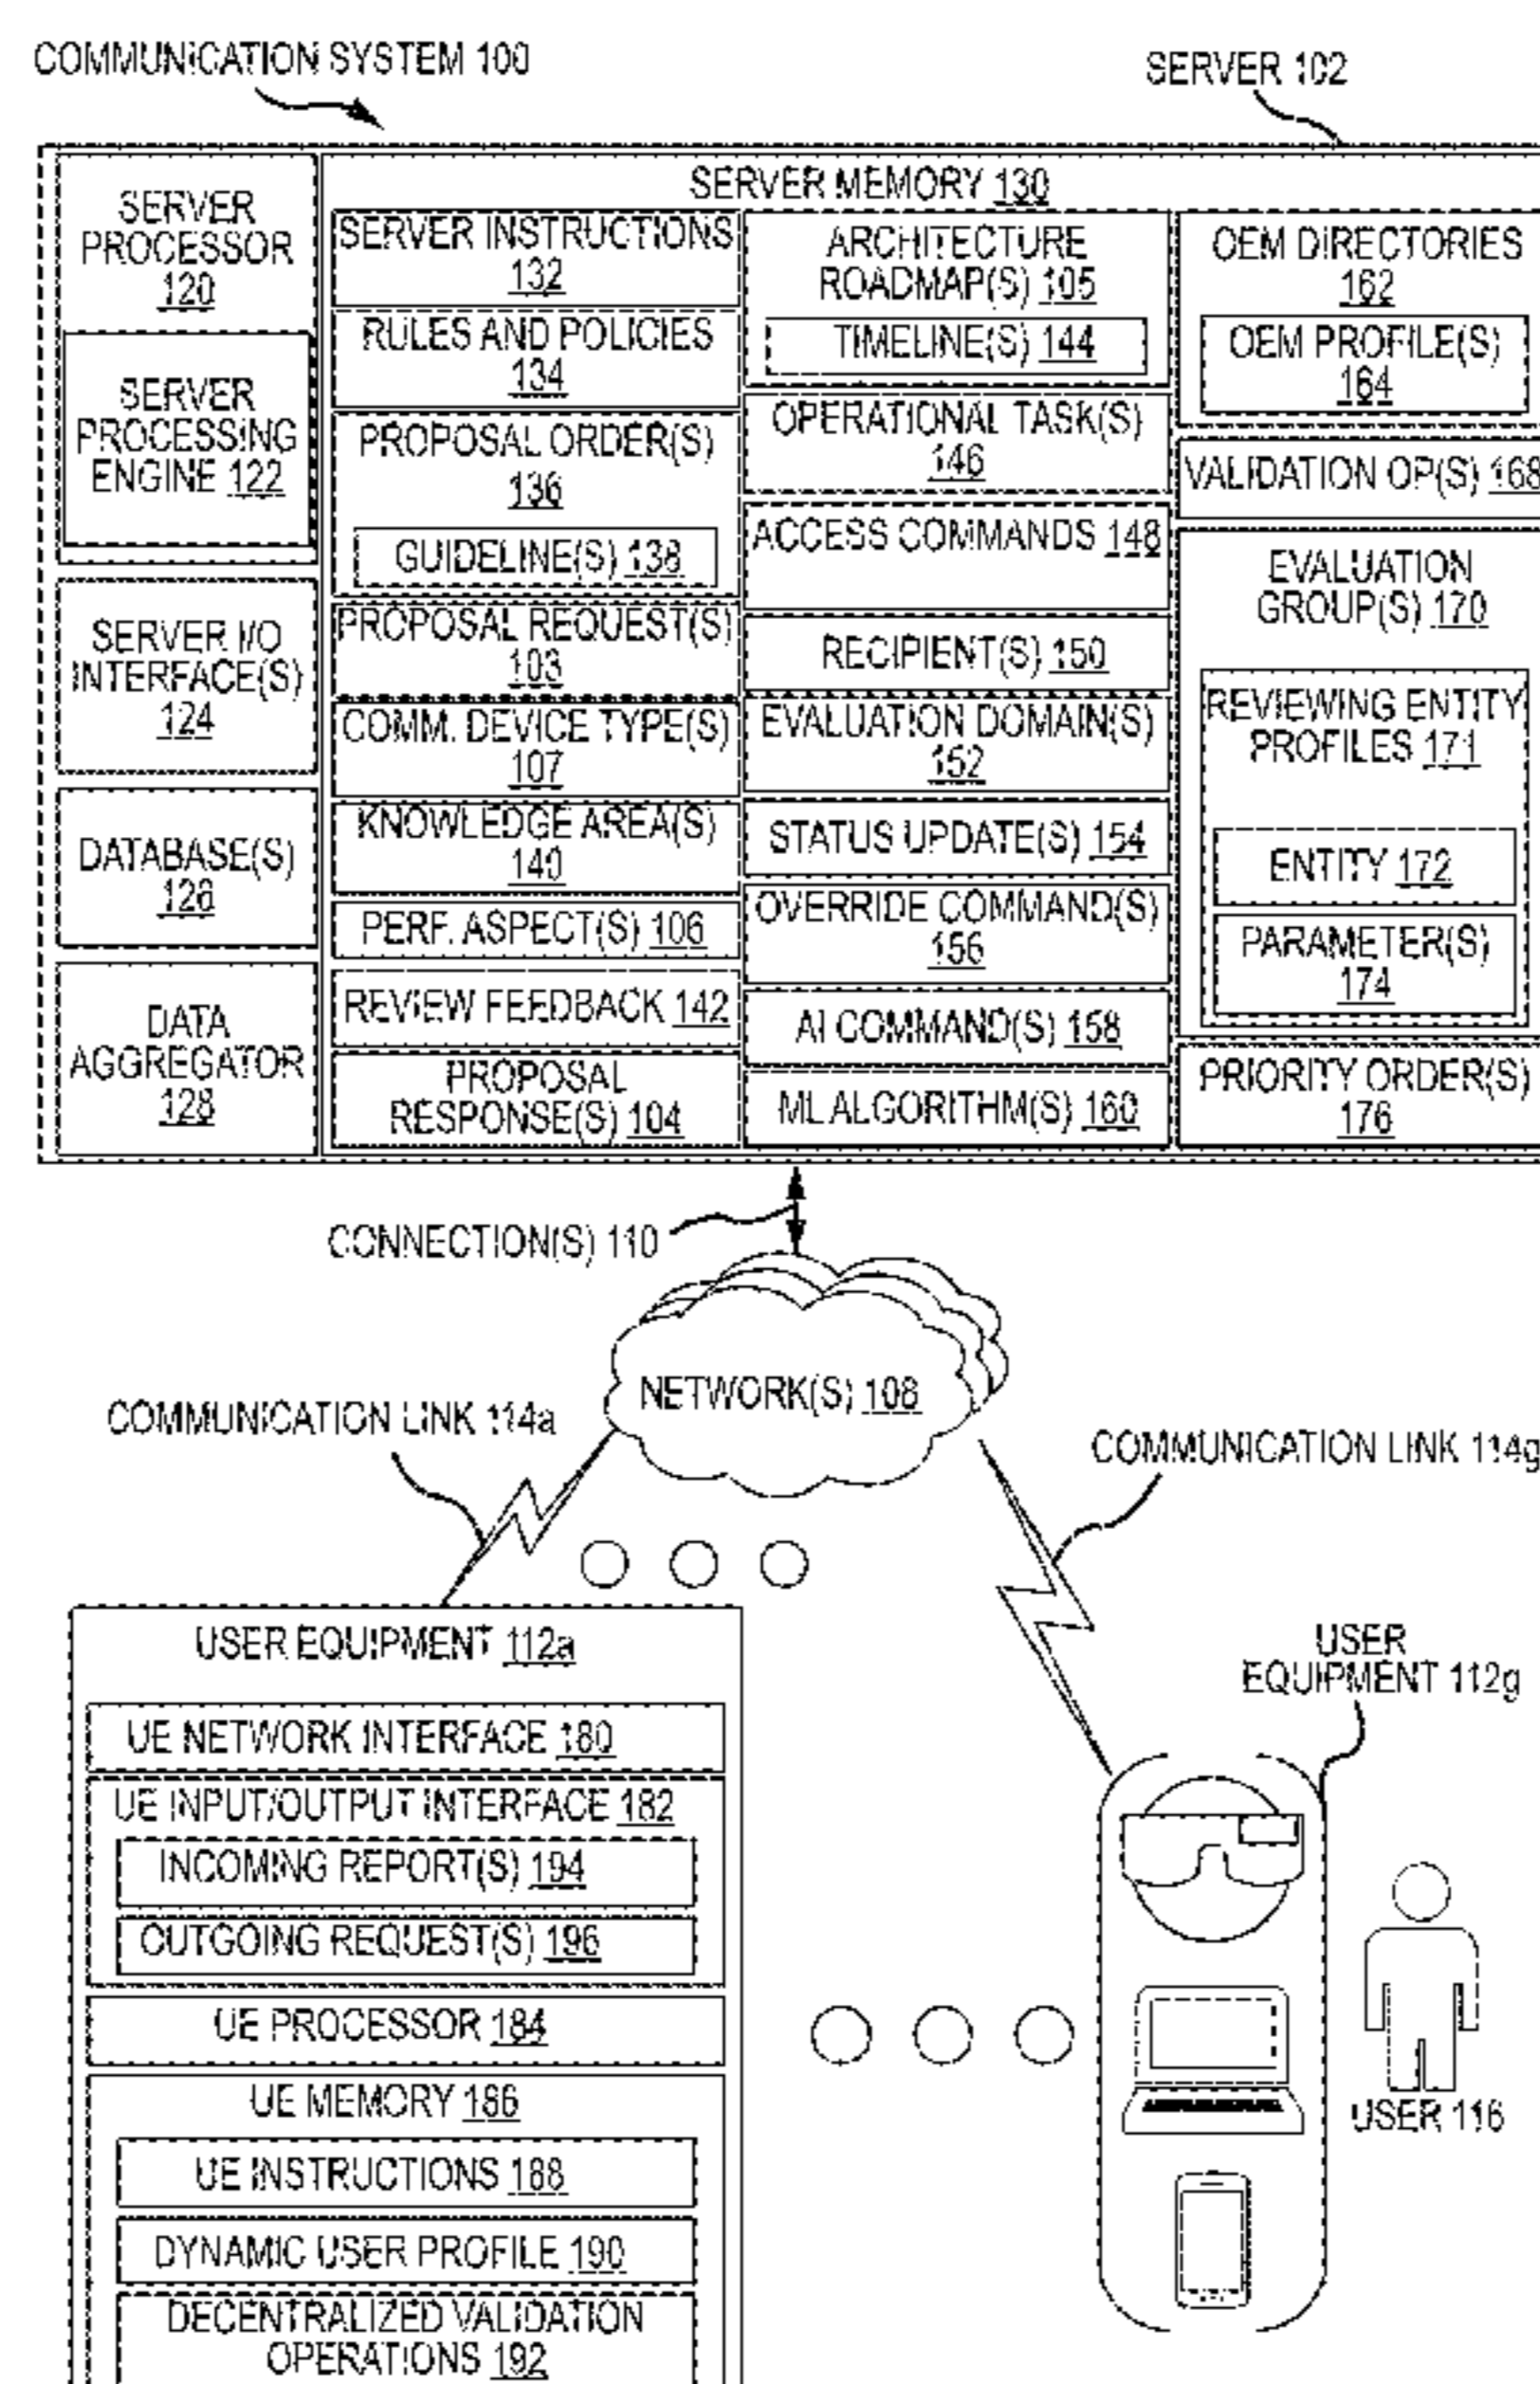 COMMUNICATION SYSTEM 100
SERVER 102
SERVER
PROCESSOR
120
SERVER
PROCESSING
ENGINE 122
SERVER I/O
INTERFACE(S)
124
DATABASE(S)
126
DATA
AGGREGATOR
128
SERVER MEMORY 130
SERVER INSTRUCTIONS
132
RULES AND POLICIES
134
PROPOSAL ORDER(S)
136
GUIDELINE(S) 138
PROPOSAL REQUEST(S)
103
COMM. DEVICE TYPE(S)
107
KNOWLEDGE AREA(S)
140
PERF. ASPECT(S) 106
REVIEW FEEDBACK 142
PROPOSAL
RESPONSE(S) 104
ARCHITECTURE
ROADMAP(S) 105
TIMELINE(S) 144
OPERATIONAL TASK(S)
146
ACCESS COMMANDS 148
RECIPIENT(S) 150
EVALUATION DOMAIN(S)
152
STATUS UPDATE(S) 154
OVERRIDE COMMAND(S)
156
AI COMMAND(S) 158
ML ALGORITHM(S) 160
OEM DIRECTORIES
162
OEM PROFILE(S)
164
VALIDATION OP(S) 168
EVALUATION
GROUP(S) 170
REVIEWING ENTITY
PROFILES 171
ENTITY 172
PARAMETER(S)
174
PRIORITY ORDER(S)
176
CONNECTION(S) 110
NETWORK(S) 108
COMMUNICATION LINK 114a
COMMUNICATION LINK 114g
USER EQUIPMENT 112a
UE NETWORK INTERFACE 180
UE INPUT/OUTPUT INTERFACE 182
INCOMING REPORT(S) 194
OUTGOING REQUEST(S) 196
UE PROCESSOR 184
UE MEMORY 186
UE INSTRUCTIONS 188
DYNAMIC USER PROFILE 190
DECENTRALIZED VALIDATION
OPERATIONS 192
USER
EQUIPMENT 112g
USER 116